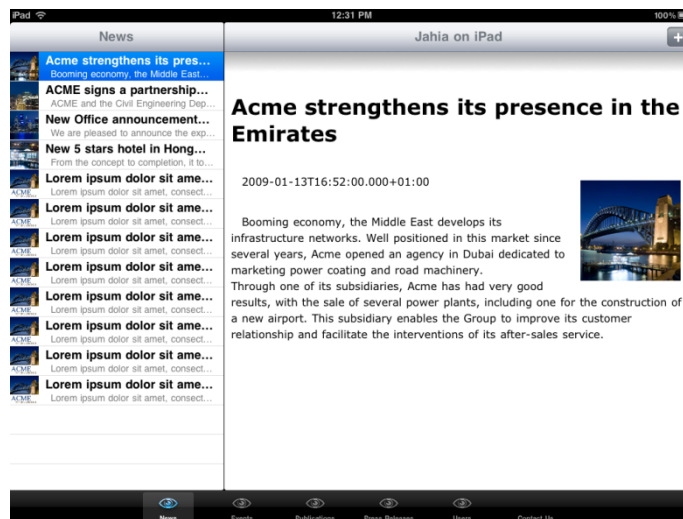 iPad
12:31 PM
100%
News
Jahia on iPad
+
Acme strengthens its pres...
Booming economy, the Middle East...
ACME signs a partnership...
ACME and the Civil Engineering Dep...
New Office announcement...
We are pleased to announce the exp...
New 5 stars hotel in Hong...
From the concept to completion, it to...
Lorem ipsum dolor sit ame...
Lorem ipsum dolor sit amet, consect...
ACME
Lorem ipsum dolor sit ame...
Lorem ipsum dolor sit amet, consect...
ACME
Lorem ipsum dolor sit ame...
Lorem ipsum dolor sit amet, consect...
ACME
Lorem ipsum dolor sit ame...
Lorem ipsum dolor sit amet, consect...
ACME
Lorem ipsum dolor sit ame...
Lorem ipsum dolor sit amet, consect...
ACME
Lorem ipsum dolor sit ame...
Lorem ipsum dolor sit amet, consect...
ACME
Lorem ipsum dolor sit ame...
Lorem ipsum dolor sit amet, consect...
ACME
Lorem ipsum dolor sit ame...
Lorem ipsum dolor sit amet, consect...
ACME
Acme strengthens its presence in the
Emirates
2009-01-13T16:52:00.000+01:00
Booming economy, the Middle East develops its
infrastructure networks. Well positioned in this market since
several years, Acme opened an agency in Dubai dedicated to
marketing power coating and road machinery.
Through one of its subsidiaries, Acme has had very good
results, with the sale of several power plants, including one for the construction of
a new airport. This subsidiary enables the Group to improve its customer
relationship and facilitate the interventions of its after-sales service.
News
Events
Publications
Press Releases
Users
Contact Us